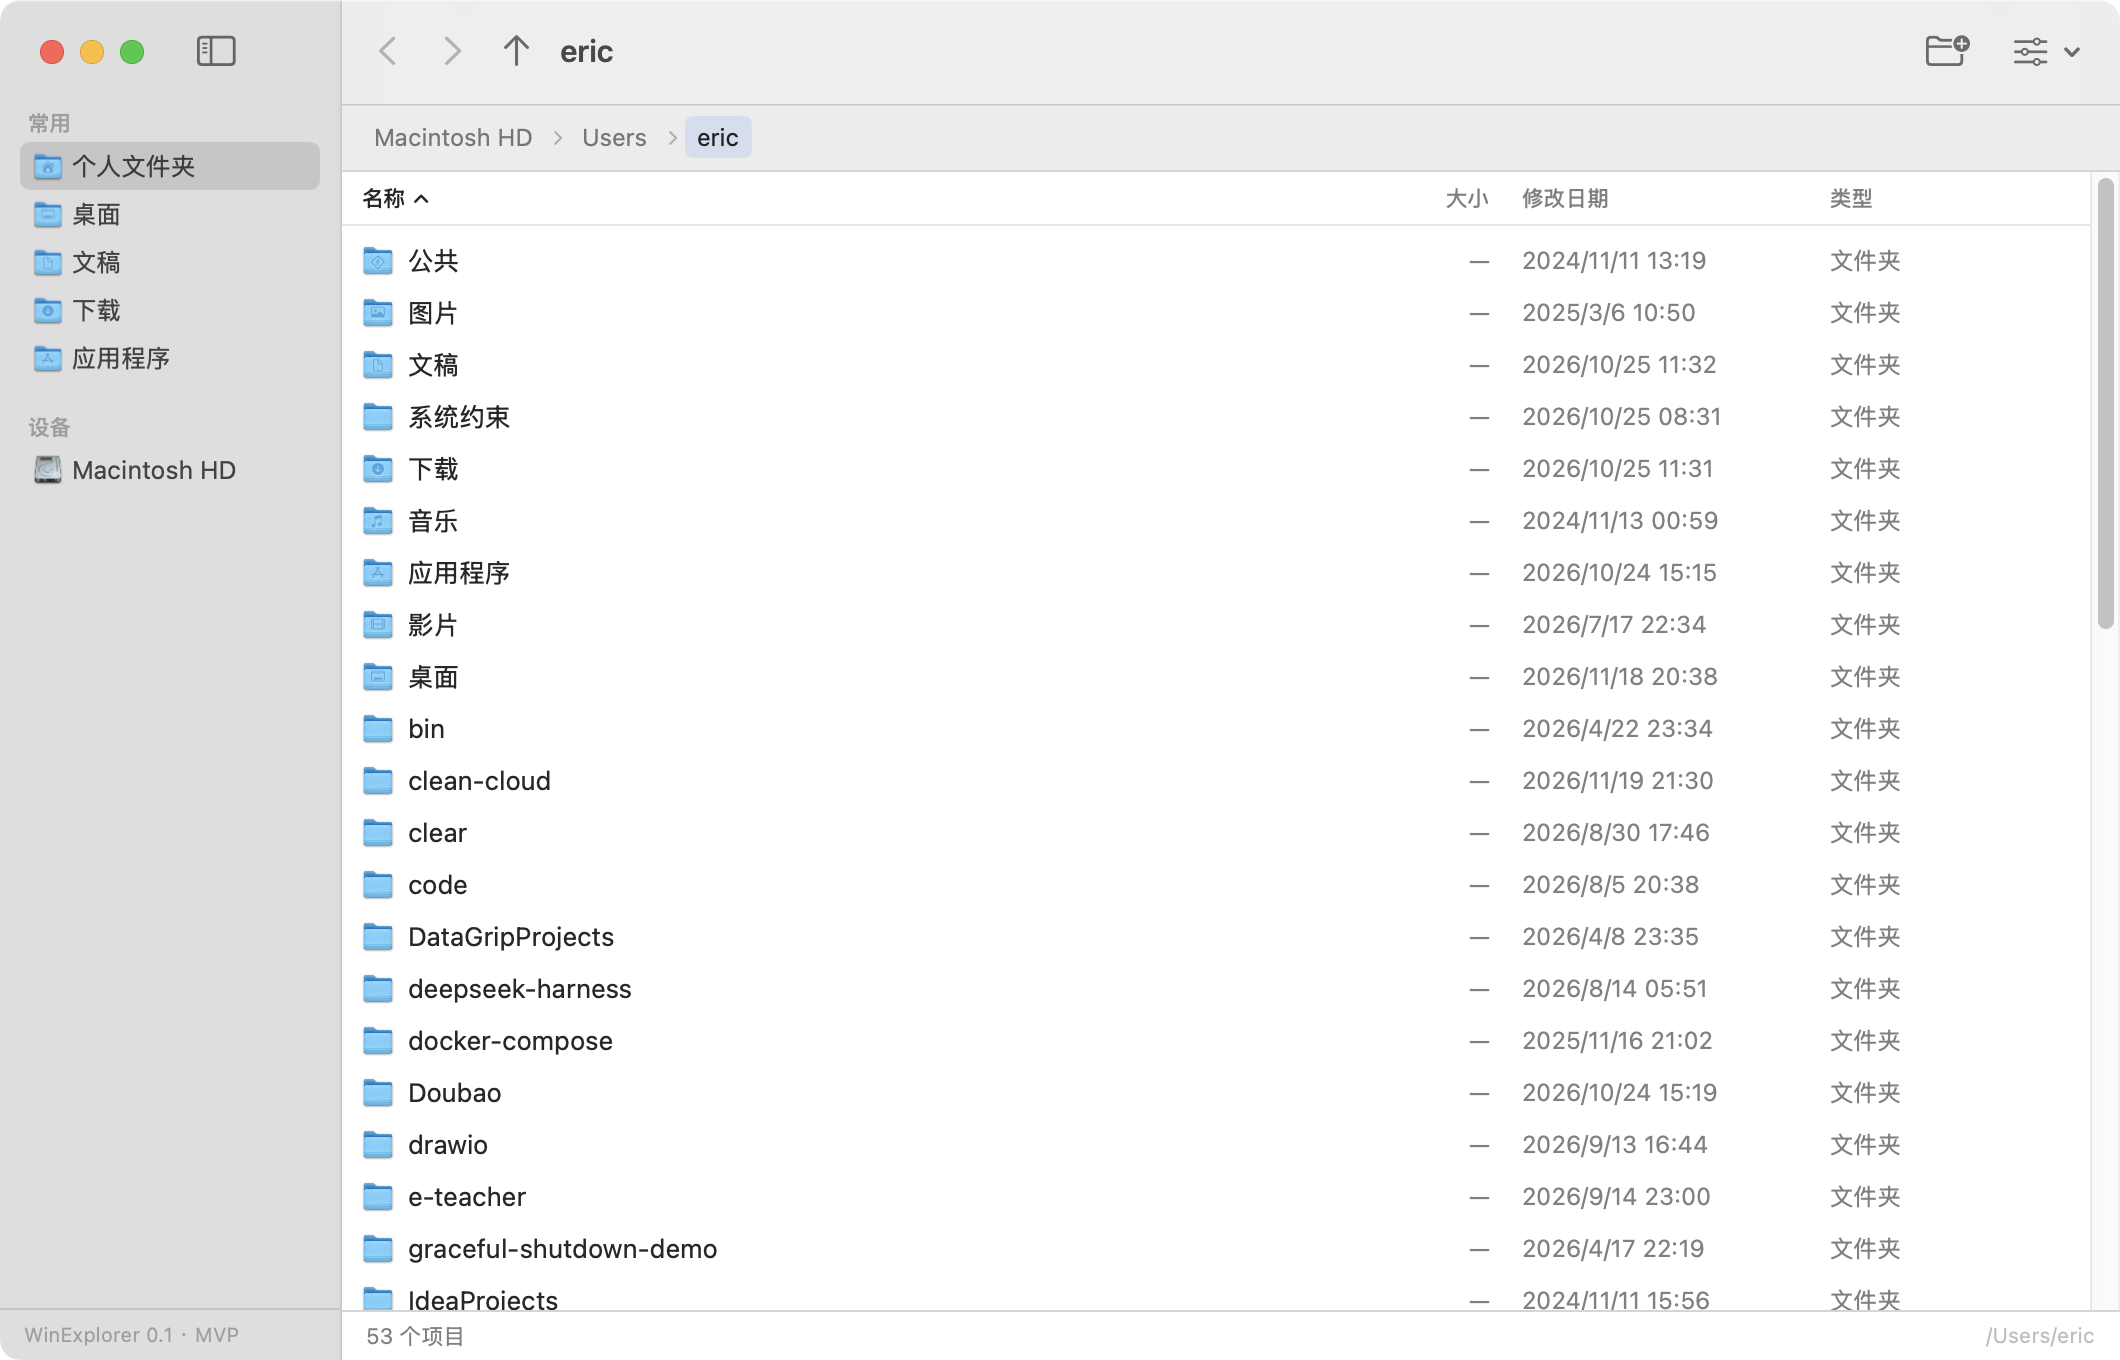 eric
常用
个人文件夹
桌面
文稿
下载
应用程序
设备
Macintosh HD
WinExplorer 0.1 · MVP
Macintosh HD > Users > eric
名称 大小 修改日期 类型
公共 — 2024/11/11 13:19 文件夹
图片 — 2025/3/6 10:50 文件夹
文稿 — 2026/10/25 11:32 文件夹
系统约束 — 2026/10/25 08:31 文件夹
下载 — 2026/10/25 11:31 文件夹
音乐 — 2024/11/13 00:59 文件夹
应用程序 — 2026/10/24 15:15 文件夹
影片 — 2026/7/17 22:34 文件夹
桌面 — 2026/11/18 20:38 文件夹
bin — 2026/4/22 23:34 文件夹
clean-cloud — 2026/11/19 21:30 文件夹
clear — 2026/8/30 17:46 文件夹
code — 2026/8/5 20:38 文件夹
DataGripProjects — 2026/4/8 23:35 文件夹
deepseek-harness — 2026/8/14 05:51 文件夹
docker-compose — 2025/11/16 21:02 文件夹
Doubao — 2026/10/24 15:19 文件夹
drawio — 2026/9/13 16:44 文件夹
e-teacher — 2026/9/14 23:00 文件夹
graceful-shutdown-demo — 2026/4/17 22:19 文件夹
IdeaProjects — 2024/11/11 15:56 文件夹
53 个项目 /Users/eric